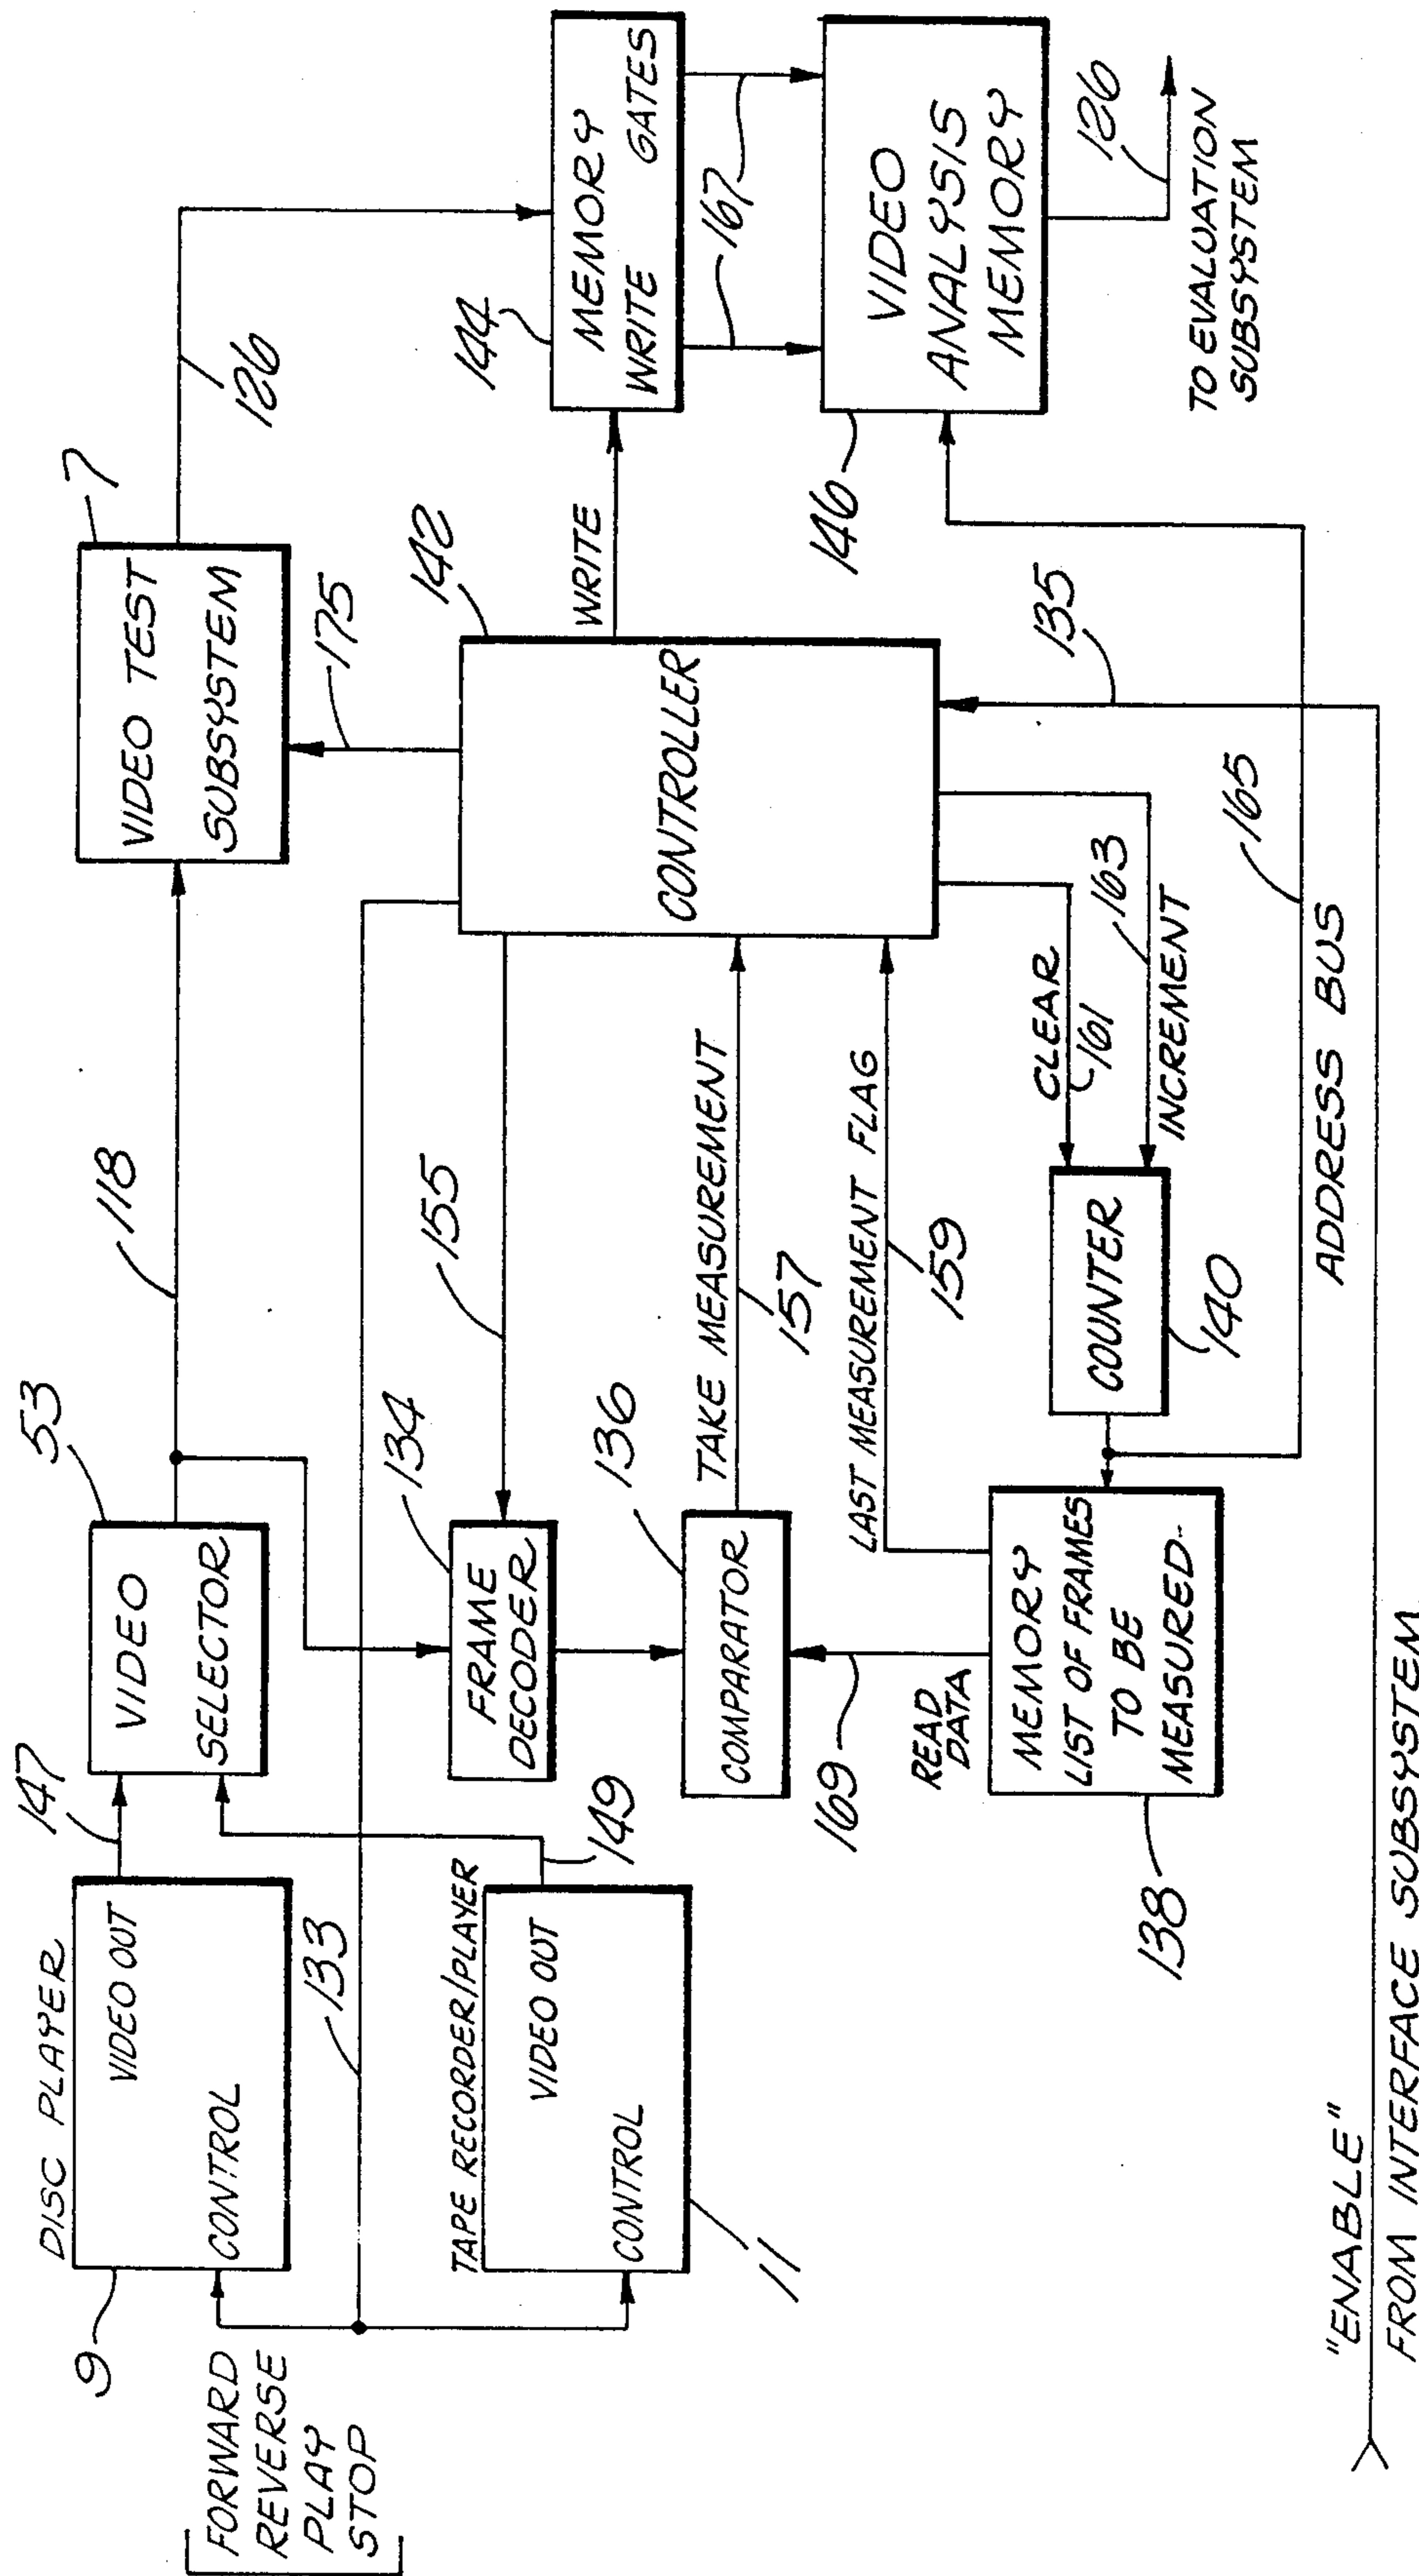 DISC PLAYER
VIDEO OUT
CONTROL
9
FORWARD
REVERSE
PLAY
STOP
147
133
TAPE RECORDER/PLAYER
VIDEO OUT
CONTROL
11
149
53
VIDEO
SELECTOR
118
7
VIDEO TEST
SUBSYSTEM
126
175
134
FRAME
DECODER
155
136
COMPARATOR
TAKE MEASUREMENT
157
169
READ
DATA
MEMORY
LIST OF FRAMES
TO BE
MEASURED
138
LAST MEASUREMENT FLAG
159
142
CONTROLLER
WRITE
144
MEMORY
WRITE GATES
167
VIDEO
ANALYSIS
MEMORY
146
126
TO EVALUATION
SUBSYSTEM
CLEAR
161
163
INCREMENT
COUNTER
140
165
ADDRESS BUS
135
"ENABLE"
FROM INTERFACE SUBSYSTEM